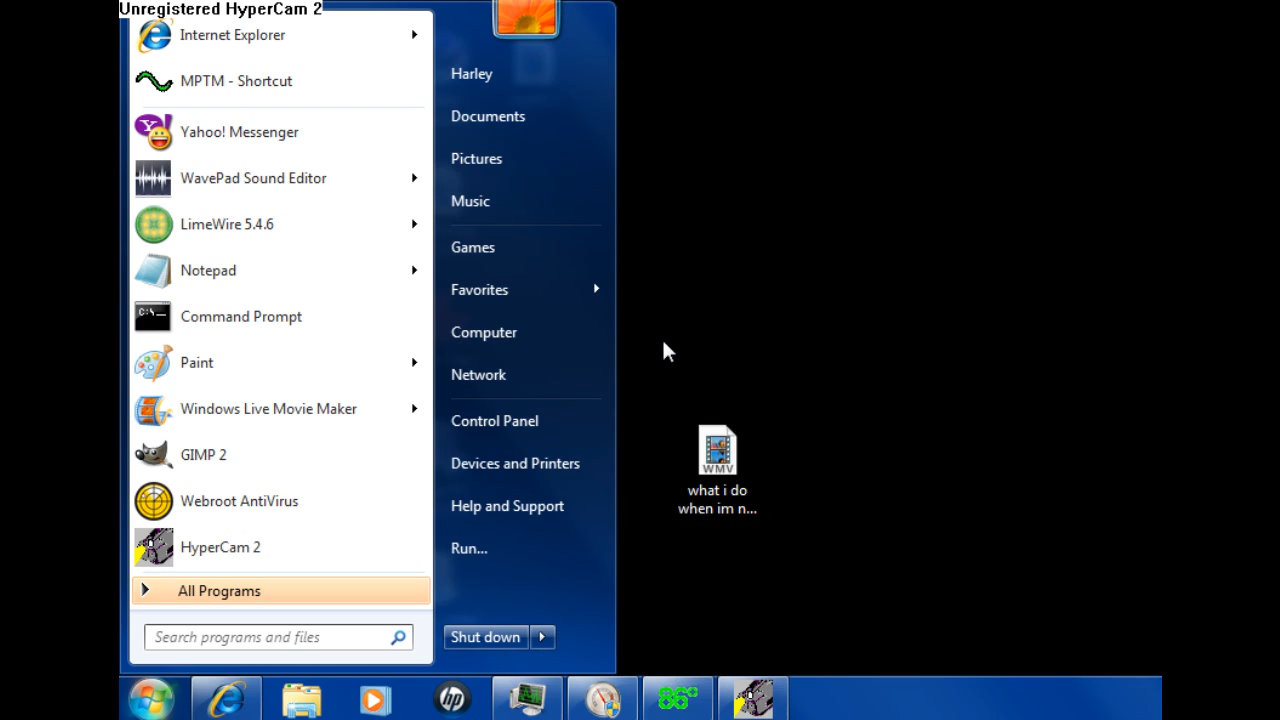 Unregistered HyperCam 2
Internet Explorer
MPTM - Shortcut
Yahoo! Messenger
WavePad Sound Editor
LimeWire 5.4.6
Notepad
Command Prompt
Paint
Windows Live Movie Maker
GIMP 2
Webroot AntiVirus
HyperCam 2
All Programs
Search programs and files
Harley
Documents
Pictures
Music
Games
Favorites
Computer
Network
Control Panel
Devices and Printers
Help and Support
Run...
Shut down
WMV
what i do
when im n...
hp
86°